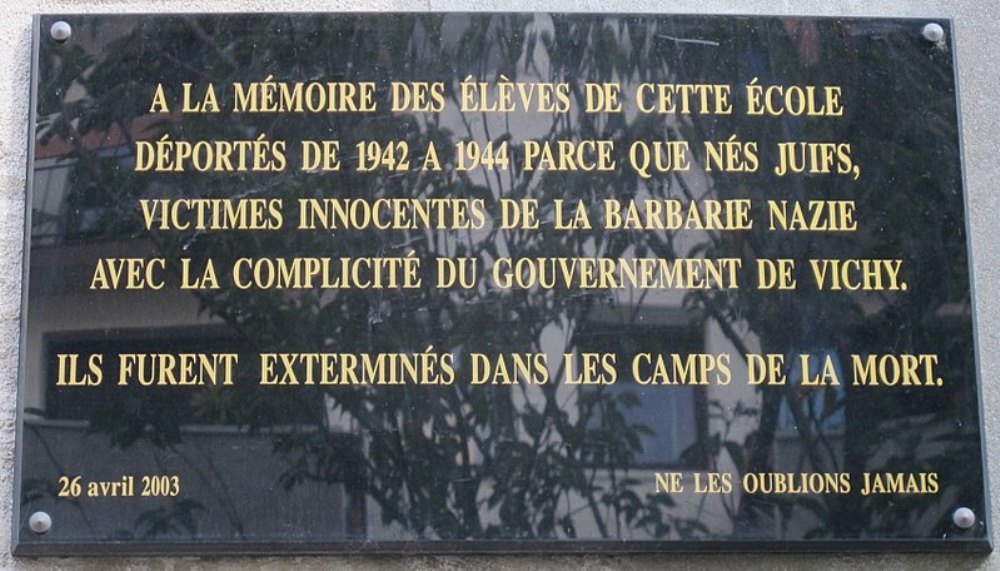 A LA MÉMOIRE DES ÉLÈVES DE CETTE ÉCOLE
DÉPORTÉS DE 1942 A 1944 PARCE QUE NÉS JUIFS,
VICTIMES INNOCENTES DE LA BARBARIE NAZIE
AVEC LA COMPLICITÉ DU GOUVERNEMENT DE VICHY.
ILS FURENT EXTERMINÉS DANS LES CAMPS DE LA MORT.
26 avril 2003
NE LES OUBLIONS JAMAIS